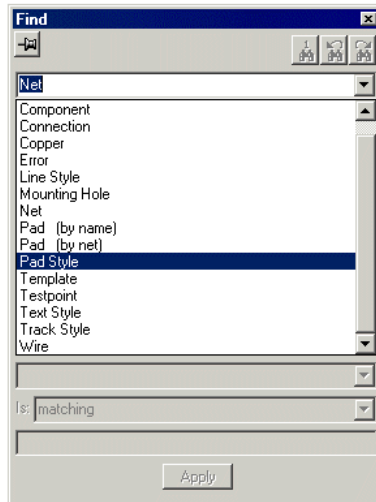 Find
1
Net
Component
Connection
Copper
Error
Line Style
Mounting Hole
Net
Pad (by name)
Pad (by net)
Pad Style
Template
Testpoint
Text Style
Track Style
Wire
Is: matching
Apply